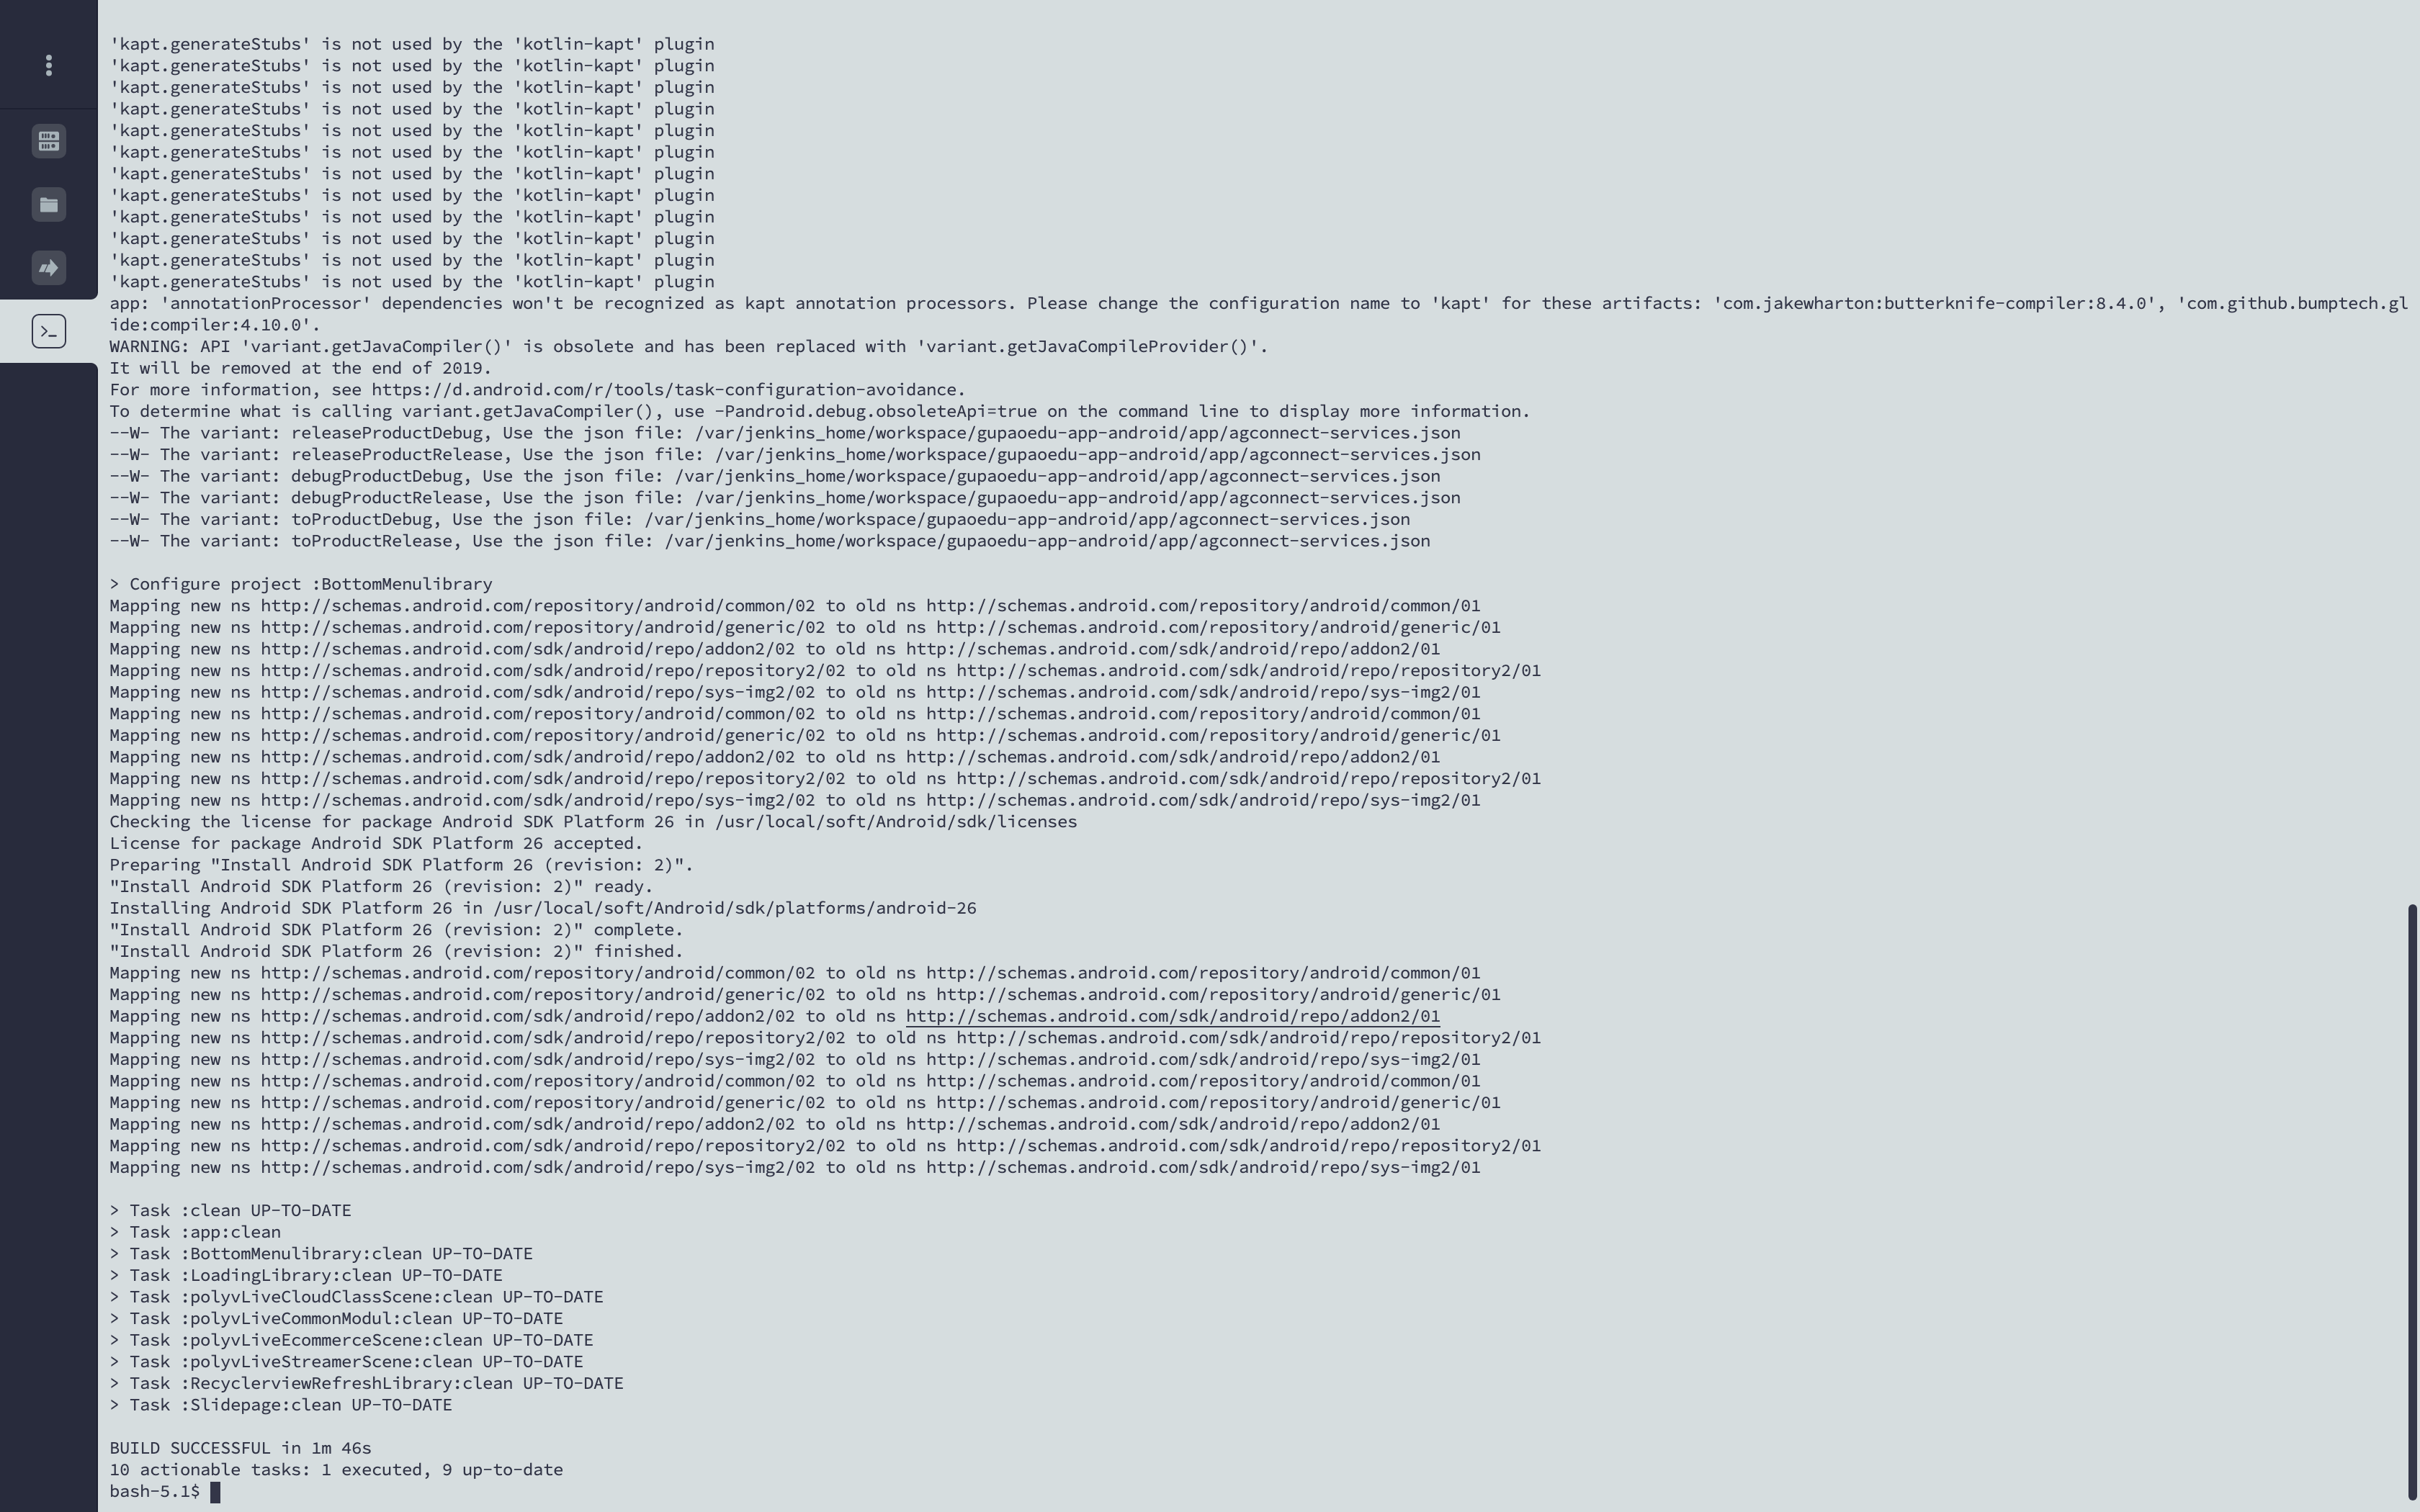 'kapt.generateStubs' is not used by the 'kotlin-kapt' plugin
'kapt.generateStubs' is not used by the 'kotlin-kapt' plugin
'kapt.generateStubs' is not used by the 'kotlin-kapt' plugin
'kapt.generateStubs' is not used by the 'kotlin-kapt' plugin
'kapt.generateStubs' is not used by the 'kotlin-kapt' plugin
'kapt.generateStubs' is not used by the 'kotlin-kapt' plugin
'kapt.generateStubs' is not used by the 'kotlin-kapt' plugin
'kapt.generateStubs' is not used by the 'kotlin-kapt' plugin
'kapt.generateStubs' is not used by the 'kotlin-kapt' plugin
'kapt.generateStubs' is not used by the 'kotlin-kapt' plugin
'kapt.generateStubs' is not used by the 'kotlin-kapt' plugin
'kapt.generateStubs' is not used by the 'kotlin-kapt' plugin
app: 'annotationProcessor' dependencies won't be recognized as kapt annotation processors. Please change the configuration name to 'kapt' for these artifacts: 'com.jakewharton:butterknife-compiler:8.4.0', 'com.github.bumptech.gl
ide:compiler:4.10.0'.
WARNING: API 'variant.getJavaCompiler()' is obsolete and has been replaced with 'variant.getJavaCompileProvider()'.
It will be removed at the end of 2019.
For more information, see https://d.android.com/r/tools/task-configuration-avoidance.
To determine what is calling variant.getJavaCompiler(), use -Pandroid.debug.obsoleteApi=true on the command line to display more information.
--W- The variant: releaseProductDebug, Use the json file: /var/jenkins_home/workspace/gupaoedu-app-android/app/agconnect-services.json
--W- The variant: releaseProductRelease, Use the json file: /var/jenkins_home/workspace/gupaoedu-app-android/app/agconnect-services.json
--W- The variant: debugProductDebug, Use the json file: /var/jenkins_home/workspace/gupaoedu-app-android/app/agconnect-services.json
--W- The variant: debugProductRelease, Use the json file: /var/jenkins_home/workspace/gupaoedu-app-android/app/agconnect-services.json
--W- The variant: toProductDebug, Use the json file: /var/jenkins_home/workspace/gupaoedu-app-android/app/agconnect-services.json
--W- The variant: toProductRelease, Use the json file: /var/jenkins_home/workspace/gupaoedu-app-android/app/agconnect-services.json
> Configure project :BottomMenulibrary
Mapping new ns http://schemas.android.com/repository/android/common/02 to old ns http://schemas.android.com/repository/android/common/01
Mapping new ns http://schemas.android.com/repository/android/generic/02 to old ns http://schemas.android.com/repository/android/generic/01
Mapping new ns http://schemas.android.com/sdk/android/repo/addon2/02 to old ns http://schemas.android.com/sdk/android/repo/addon2/01
Mapping new ns http://schemas.android.com/sdk/android/repo/repository2/02 to old ns http://schemas.android.com/sdk/android/repo/repository2/01
Mapping new ns http://schemas.android.com/sdk/android/repo/sys-img2/02 to old ns http://schemas.android.com/sdk/android/repo/sys-img2/01
Mapping new ns http://schemas.android.com/repository/android/common/02 to old ns http://schemas.android.com/repository/android/common/01
Mapping new ns http://schemas.android.com/repository/android/generic/02 to old ns http://schemas.android.com/repository/android/generic/01
Mapping new ns http://schemas.android.com/sdk/android/repo/addon2/02 to old ns http://schemas.android.com/sdk/android/repo/addon2/01
Mapping new ns http://schemas.android.com/sdk/android/repo/repository2/02 to old ns http://schemas.android.com/sdk/android/repo/repository2/01
Mapping new ns http://schemas.android.com/sdk/android/repo/sys-img2/02 to old ns http://schemas.android.com/sdk/android/repo/sys-img2/01
Checking the license for package Android SDK Platform 26 in /usr/local/soft/Android/sdk/licenses
License for package Android SDK Platform 26 accepted.
Preparing "Install Android SDK Platform 26 (revision: 2)".
"Install Android SDK Platform 26 (revision: 2)" ready.
Installing Android SDK Platform 26 in /usr/local/soft/Android/sdk/platforms/android-26
"Install Android SDK Platform 26 (revision: 2)" complete.
"Install Android SDK Platform 26 (revision: 2)" finished.
Mapping new ns http://schemas.android.com/repository/android/common/02 to old ns http://schemas.android.com/repository/android/common/01
Mapping new ns http://schemas.android.com/repository/android/generic/02 to old ns http://schemas.android.com/repository/android/generic/01
Mapping new ns http://schemas.android.com/sdk/android/repo/addon2/02 to old ns http://schemas.android.com/sdk/android/repo/addon2/01
Mapping new ns http://schemas.android.com/sdk/android/repo/repository2/02 to old ns http://schemas.android.com/sdk/android/repo/repository2/01
Mapping new ns http://schemas.android.com/sdk/android/repo/sys-img2/02 to old ns http://schemas.android.com/sdk/android/repo/sys-img2/01
Mapping new ns http://schemas.android.com/repository/android/common/02 to old ns http://schemas.android.com/repository/android/common/01
Mapping new ns http://schemas.android.com/repository/android/generic/02 to old ns http://schemas.android.com/repository/android/generic/01
Mapping new ns http://schemas.android.com/sdk/android/repo/addon2/02 to old ns http://schemas.android.com/sdk/android/repo/addon2/01
Mapping new ns http://schemas.android.com/sdk/android/repo/repository2/02 to old ns http://schemas.android.com/sdk/android/repo/repository2/01
Mapping new ns http://schemas.android.com/sdk/android/repo/sys-img2/02 to old ns http://schemas.android.com/sdk/android/repo/sys-img2/01
> Task :clean UP-TO-DATE
> Task :app:clean
> Task :BottomMenulibrary:clean UP-TO-DATE
> Task :LoadingLibrary:clean UP-TO-DATE
> Task :polyvLiveCloudClassScene:clean UP-TO-DATE
> Task :polyvLiveCommonModul:clean UP-TO-DATE
> Task :polyvLiveEcommerceScene:clean UP-TO-DATE
> Task :polyvLiveStreamerScene:clean UP-TO-DATE
> Task :RecyclerviewRefreshLibrary:clean UP-TO-DATE
> Task :Slidepage:clean UP-TO-DATE
BUILD SUCCESSFUL in 1m 46s
10 actionable tasks: 1 executed, 9 up-to-date
bash-5.1$